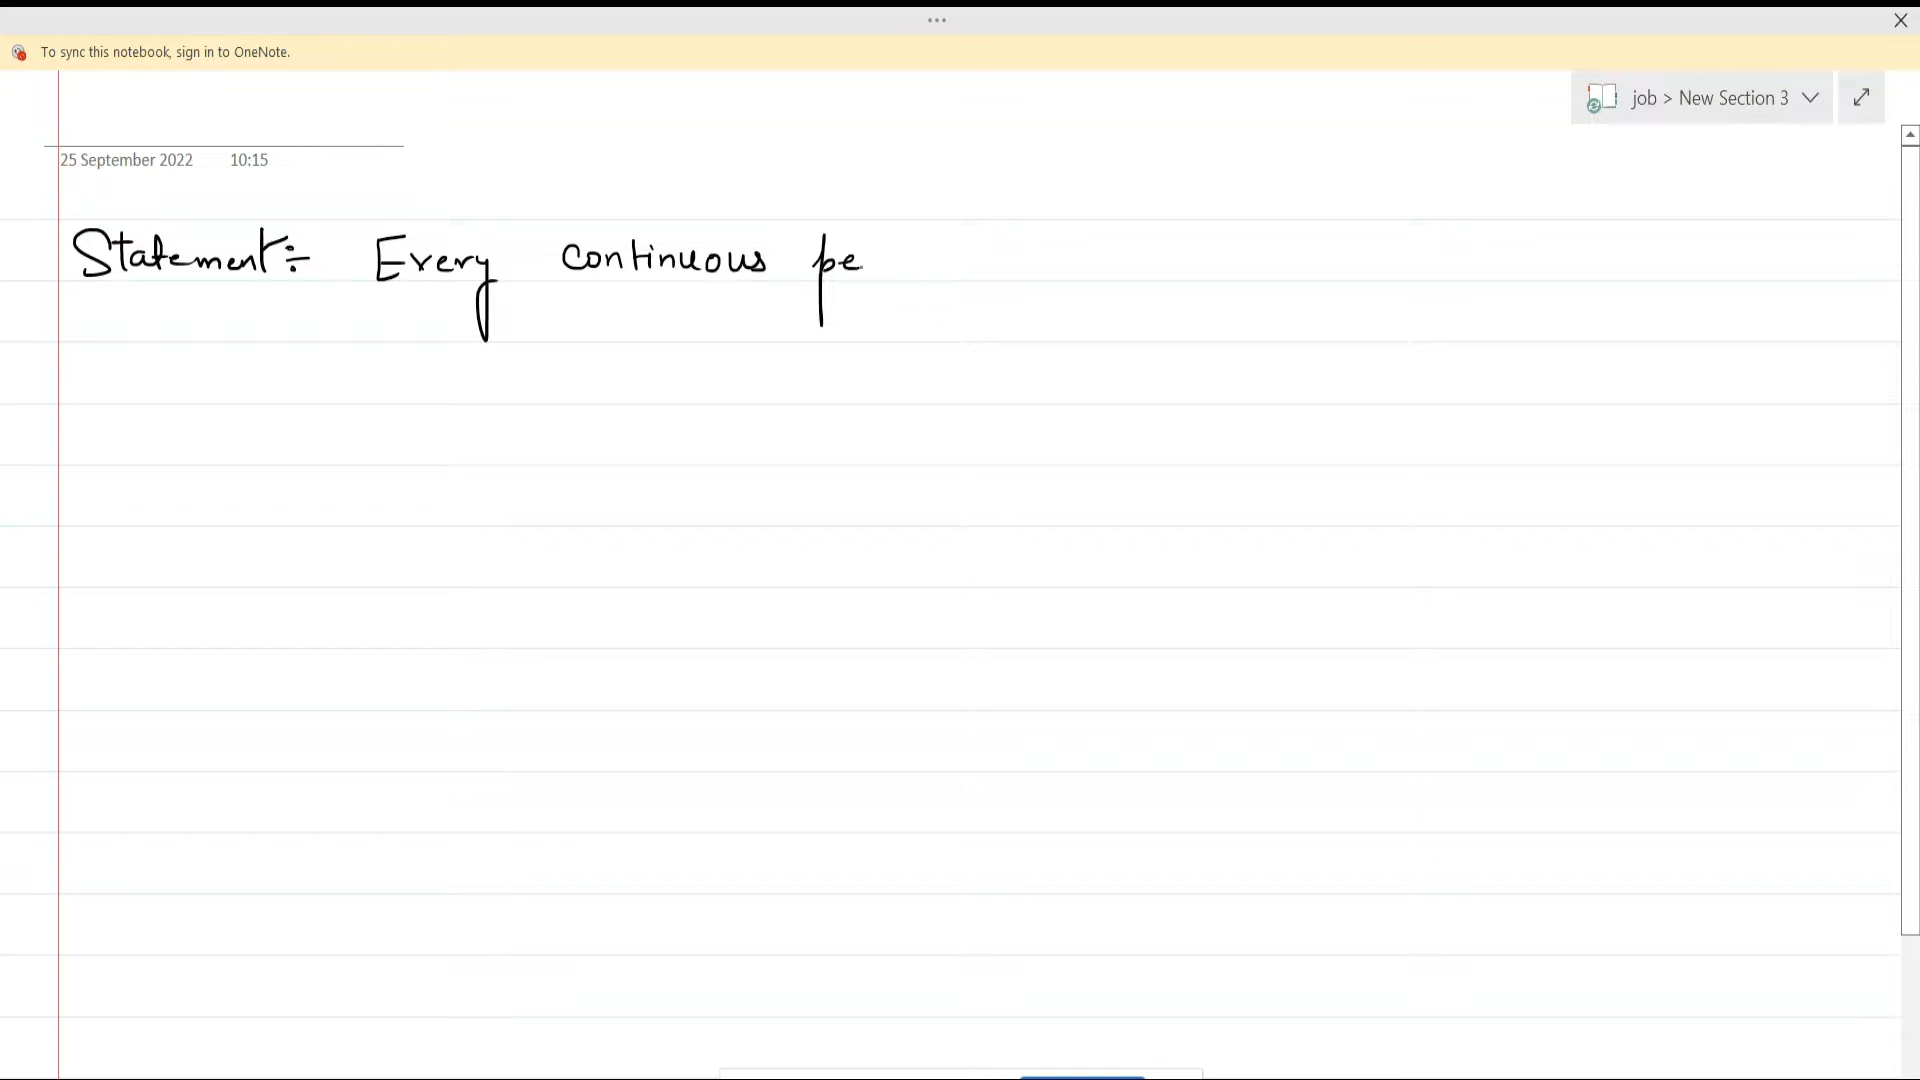 To sync this notebook, sign in to OneNote.
job > New Section 3
25 September 2022 10:15
Statement:- Every continuous pe